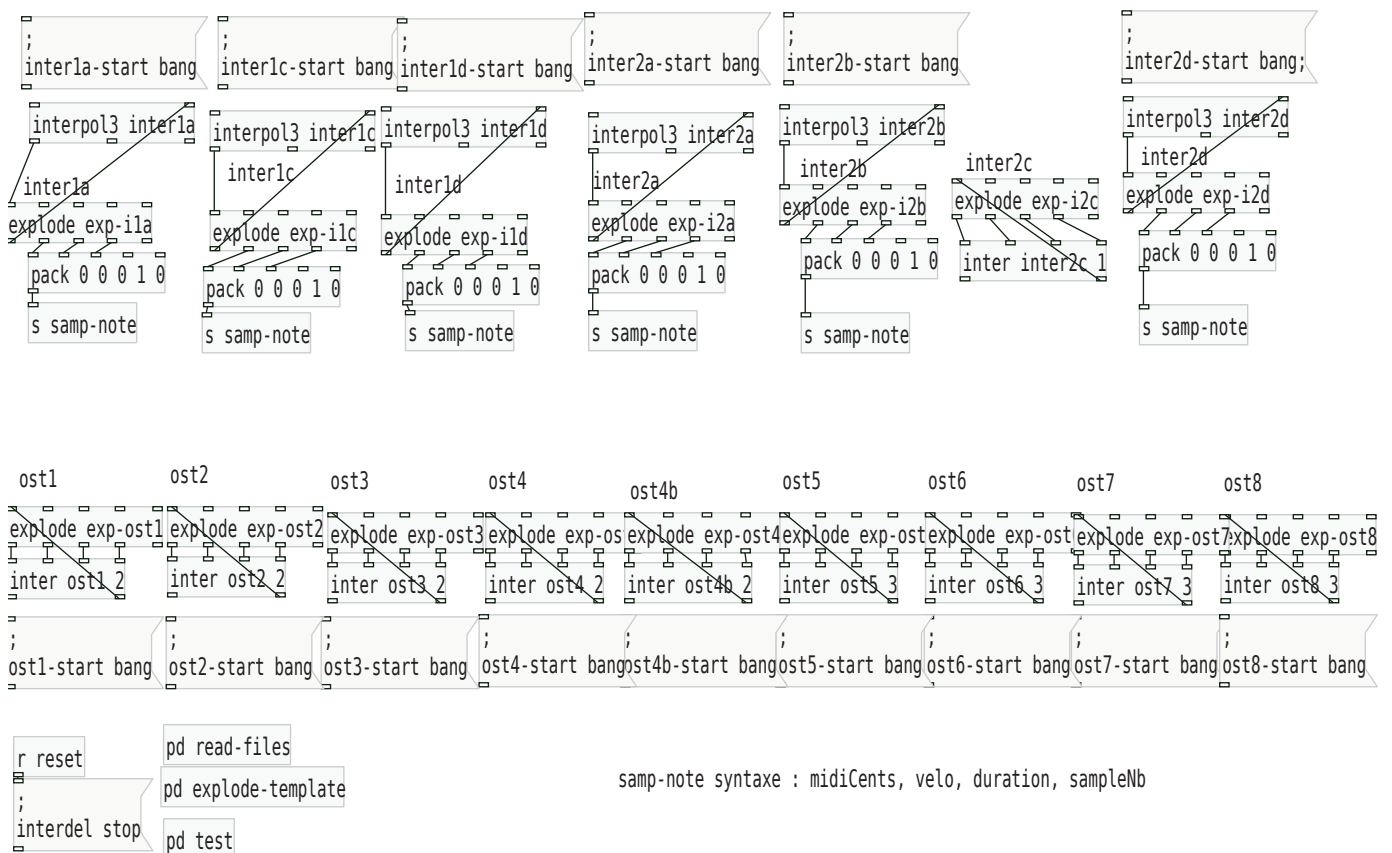 ;
inter1a-start bang
;
inter1c-start bang
;
inter1d-start bang
;
inter2a-start bang
;
inter2b-start bang
;
inter2d-start bang;
interpol3 inter1a
interpol3 inter1c
interpol3 inter1d
interpol3 inter2a
interpol3 inter2b
interpol3 inter2d
inter1a
inter1c
inter1d
inter2a
inter2b
inter2c
inter2d
explode exp-i1a
explode exp-i1c
explode exp-i1d
explode exp-i2a
explode exp-i2b
explode exp-i2c
explode exp-i2d
pack 0 0 0 1 0
pack 0 0 0 1 0
pack 0 0 0 1 0
pack 0 0 0 1 0
pack 0 0 0 1 0
inter inter2c 1
pack 0 0 0 1 0
s samp-note
s samp-note
s samp-note
s samp-note
s samp-note
s samp-note
ost1
ost2
ost3
ost4
ost4b
ost5
ost6
ost7
ost8
explode exp-ost1
explode exp-ost2
explode exp-ost3
explode exp-os
explode exp-ost4
explode exp-ost
explode exp-ost
explode exp-ost7
explode exp-ost8
inter ost1 2
inter ost2 2
inter ost3 2
inter ost4 2
inter ost4b 2
inter ost5 3
inter ost6 3
inter ost7 3
inter ost8 3
;
ost1-start bang
;
ost2-start bang
;
ost3-start bang
;
ost4-start bang
;
ost4b-start bang
;
ost5-start bang
;
ost6-start bang
;
ost7-start bang
;
ost8-start bang
r reset
;
interdel stop
pd read-files
pd explode-template
pd test
samp-note syntaxe : midiCents, velo, duration, sampleNb